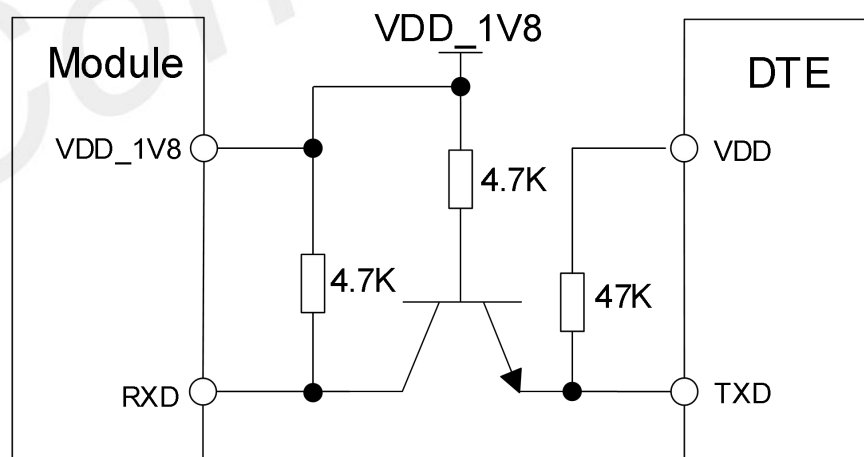 VDD_1V8
Module
DTE
VDD_1V8
VDD
4.7K
4.7K
47K
RXD
TXD